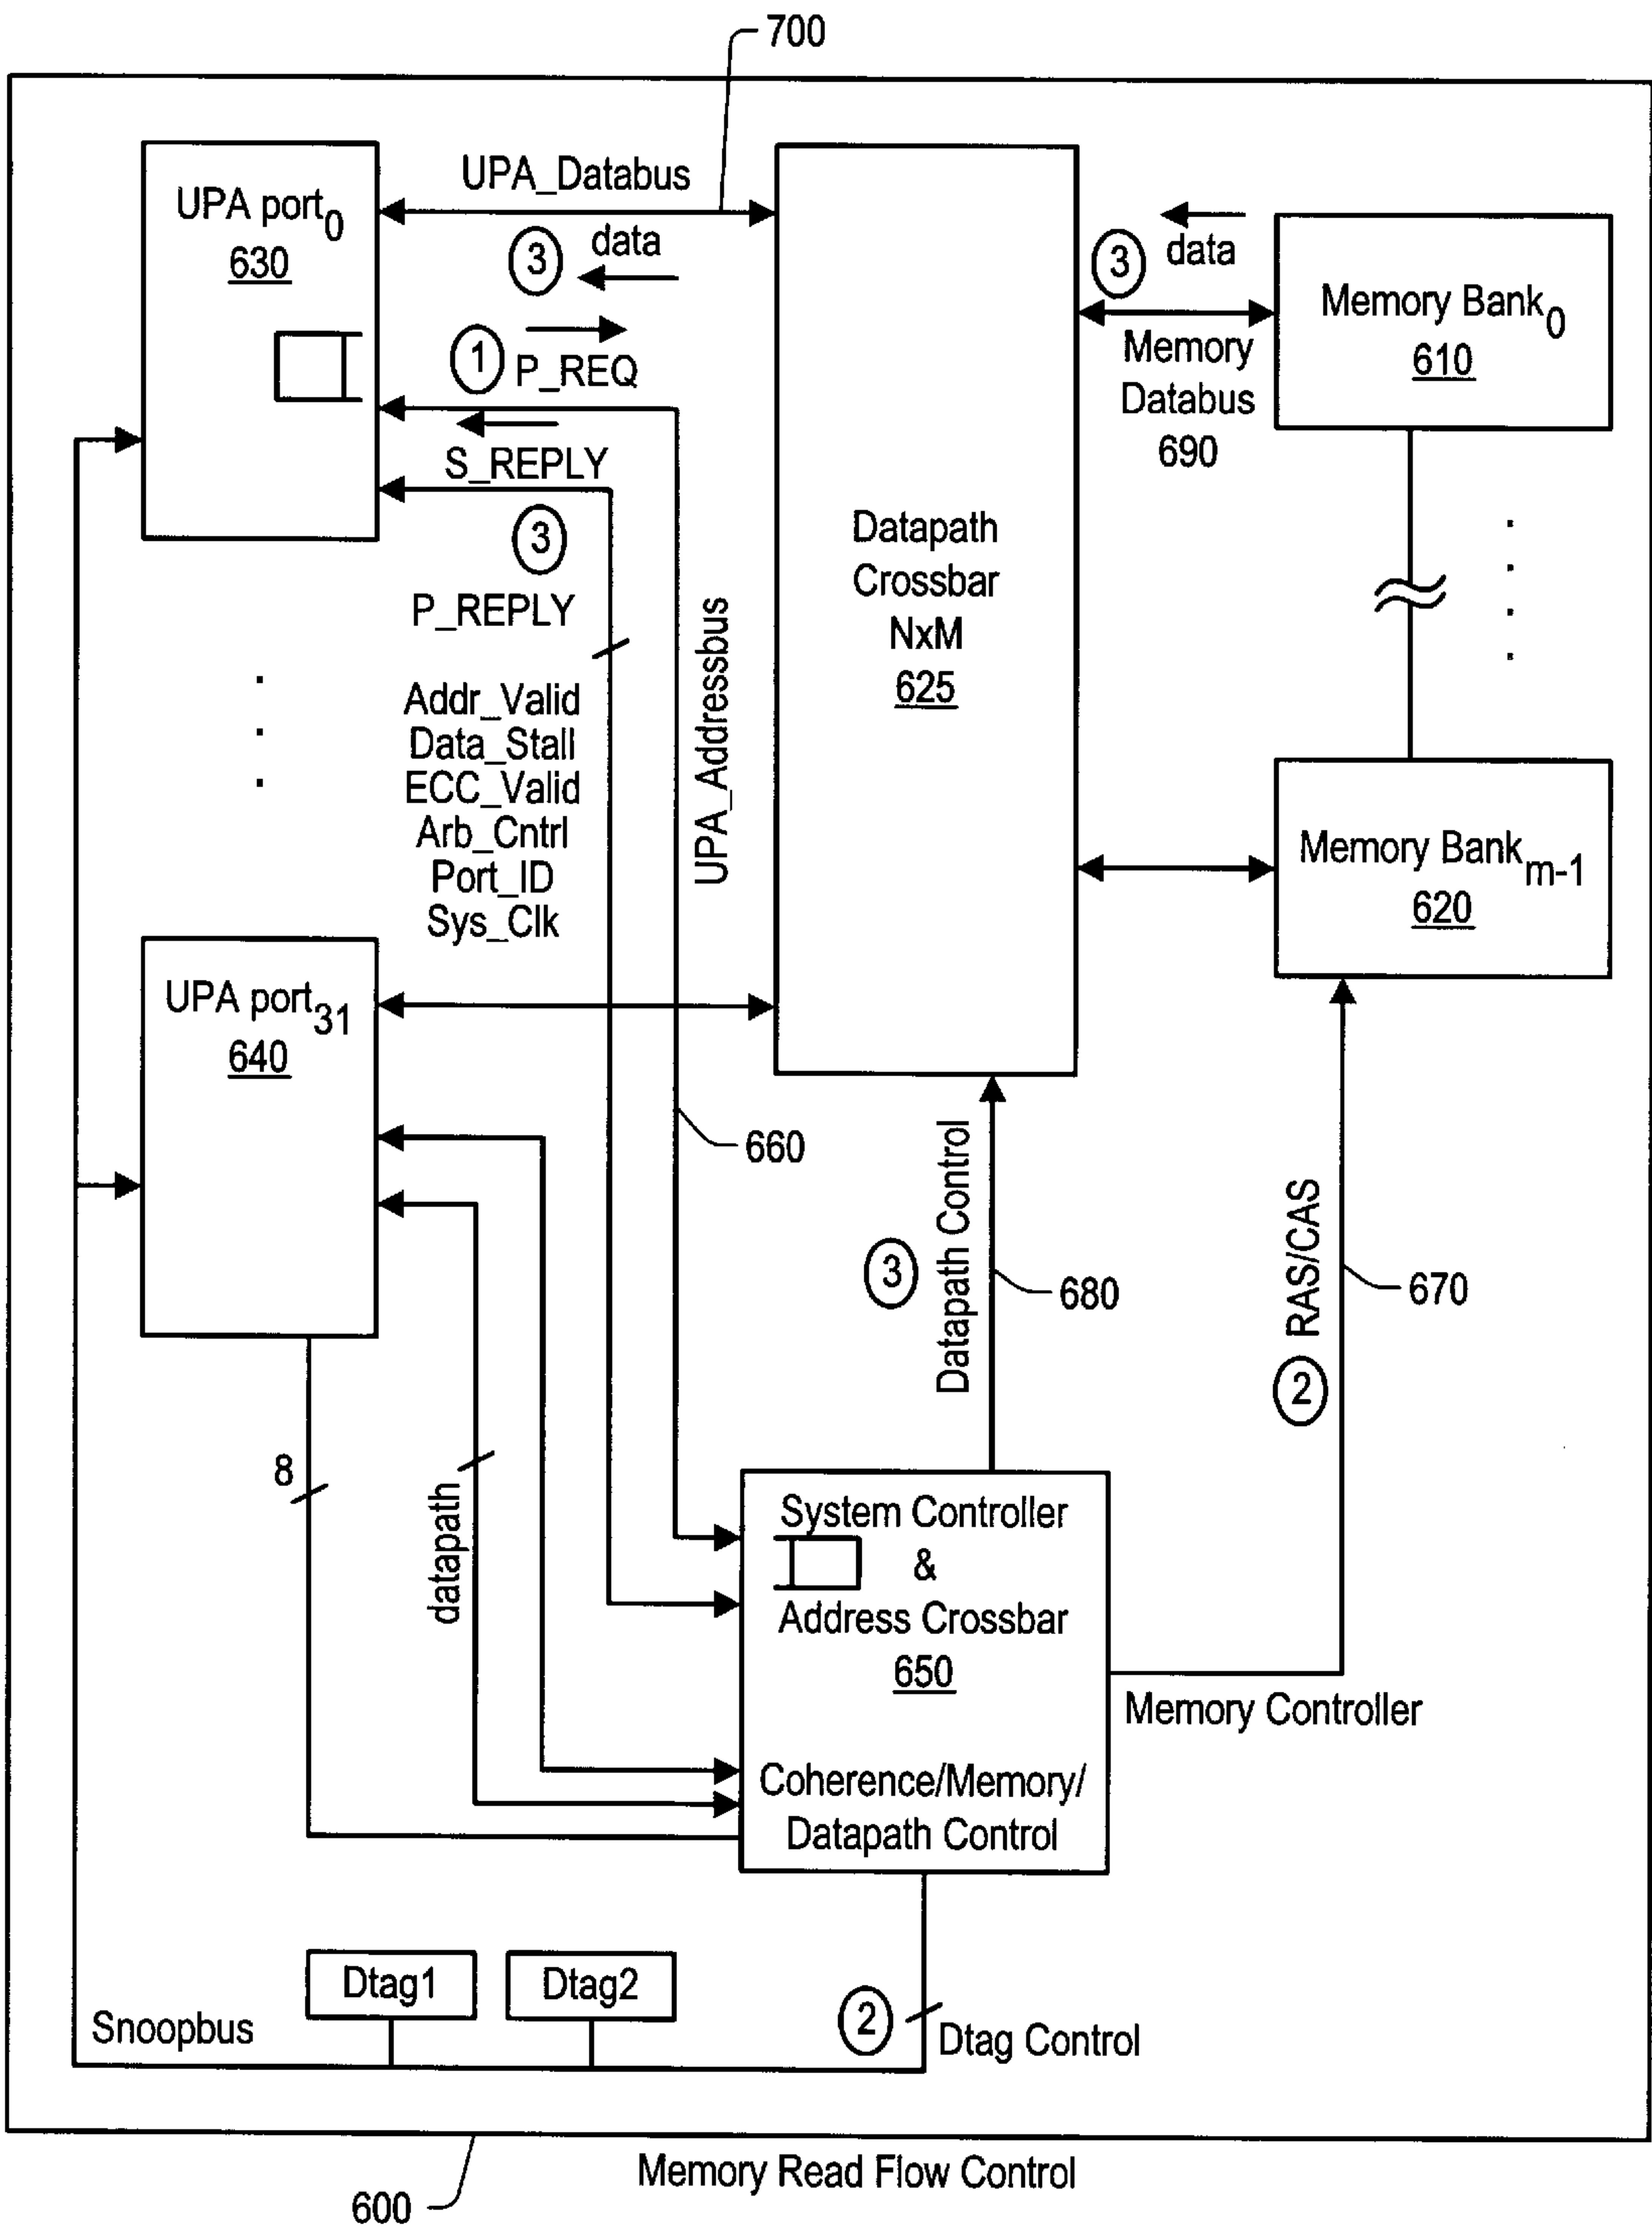 700
UPA port0
630
UPA_Databus
3
data
1
P_REQ
S_REPLY
3
P_REPLY
Addr_Valid
Data_Stall
ECC_Valid
Arb_Cntrl
Port_ID
Sys_Clk
UPA_Addressbus
Datapath
Crossbar
NxM
625
3
data
Memory
Databus
690
Memory Bank0
610
Memory Bankm-1
620
UPA port31
640
660
Datapath Control
3
680
RAS/CAS
2
670
8
datapath
System Controller
&
Address Crossbar
650
Coherence/Memory/
Datapath Control
Memory Controller
Dtag1
Dtag2
Snoopbus
2
Dtag Control
Memory Read Flow Control
600